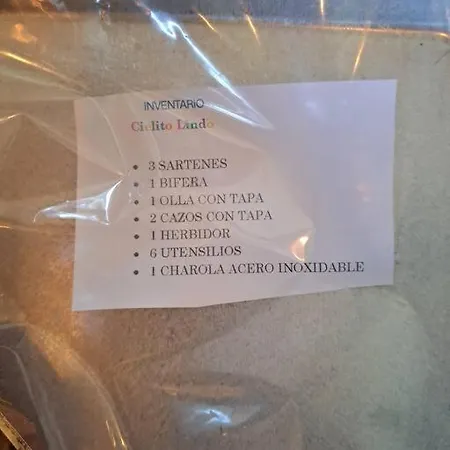 INVENTARIO
Cielito Lindo
• 3 SARTENES
• 1 BIFERA
• 1 OLLA CON TAPA
• 2 CAZOS CON TAPA
• 1 HERBIDOR
• 6 UTENSILIOS
• 1 CHAROLA ACERO INOXIDABLE